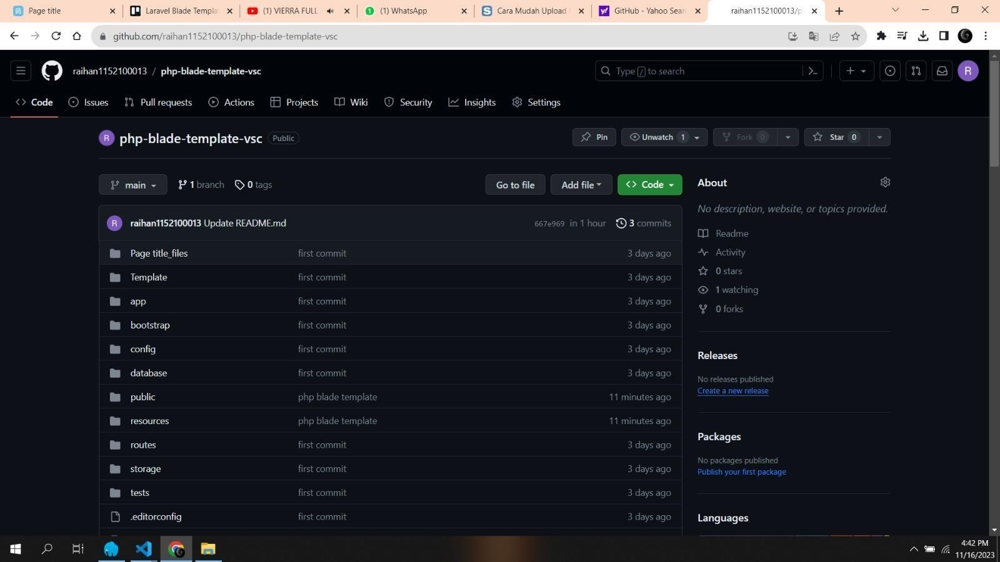 Page title
Laravel Blade Templa
(1) VIERRA FULL
(1) WhatsApp
Cara Mudah Upload
GitHub - Yahoo Sear
raihan1152100013/p
github.com/raihan1152100013/php-blade-template-vsc
raihan1152100013 / php-blade-template-vsc
Type / to search
R
Code Issues Pull requests Actions Projects Wiki Security Insights Settings
R php-blade-template-vsc Public
Pin Unwatch 1 Fork 0 Star 0
main 1 branch 0 tags Go to file Add file Code
R raihan1152100013 Update README.md 667e969 in 1 hour 3 commits
Page title_files first commit 3 days ago
Template first commit 3 days ago
app first commit 3 days ago
bootstrap first commit 3 days ago
config first commit 3 days ago
database first commit 3 days ago
public php blade template 11 minutes ago
resources php blade template 11 minutes ago
routes first commit 3 days ago
storage first commit 3 days ago
tests first commit 3 days ago
.editorconfig first commit 3 days ago
About
No description, website, or topics provided.
Readme
Activity
0 stars
1 watching
0 forks
Releases
No releases published
Create a new release
Packages
No packages published
Publish your first package
Languages
4:42 PM
11/16/2023